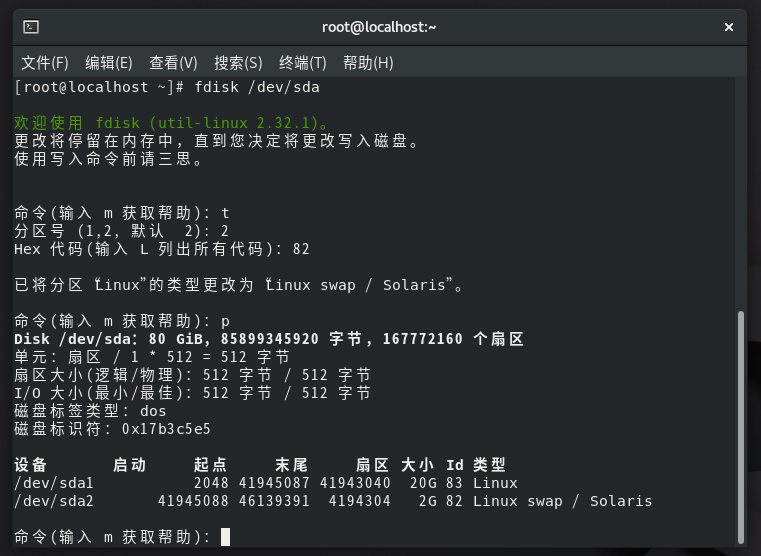 root@localhost:~
文件(F) 编辑(E) 查看(V) 搜索(S) 终端(T) 帮助(H)
[root@localhost ~]# fdisk /dev/sda
欢迎使用 fdisk (util-linux 2.32.1)。
更改将停留在内存中，直到您决定将更改写入磁盘。
使用写入命令前请三思。
命令(输入 m 获取帮助)：t
分区号 (1,2, 默认  2): 2
Hex 代码(输入 L 列出所有代码)：82
已将分区“Linux”的类型更改为“Linux swap / Solaris”。
命令(输入 m 获取帮助)：p
Disk /dev/sda：80 GiB，85899345920 字节，167772160 个扇区
单元：扇区 / 1 * 512 = 512 字节
扇区大小(逻辑/物理)：512 字节 / 512 字节
I/O 大小(最小/最佳)：512 字节 / 512 字节
磁盘标签类型：dos
磁盘标识符：0x17b3c5e5
设备 启动 起点 末尾 扇区 大小 Id 类型
/dev/sda1 2048 41945087 41943040 20G 83 Linux
/dev/sda2 41945088 46139391 4194304 2G 82 Linux swap / Solaris
命令(输入 m 获取帮助)：